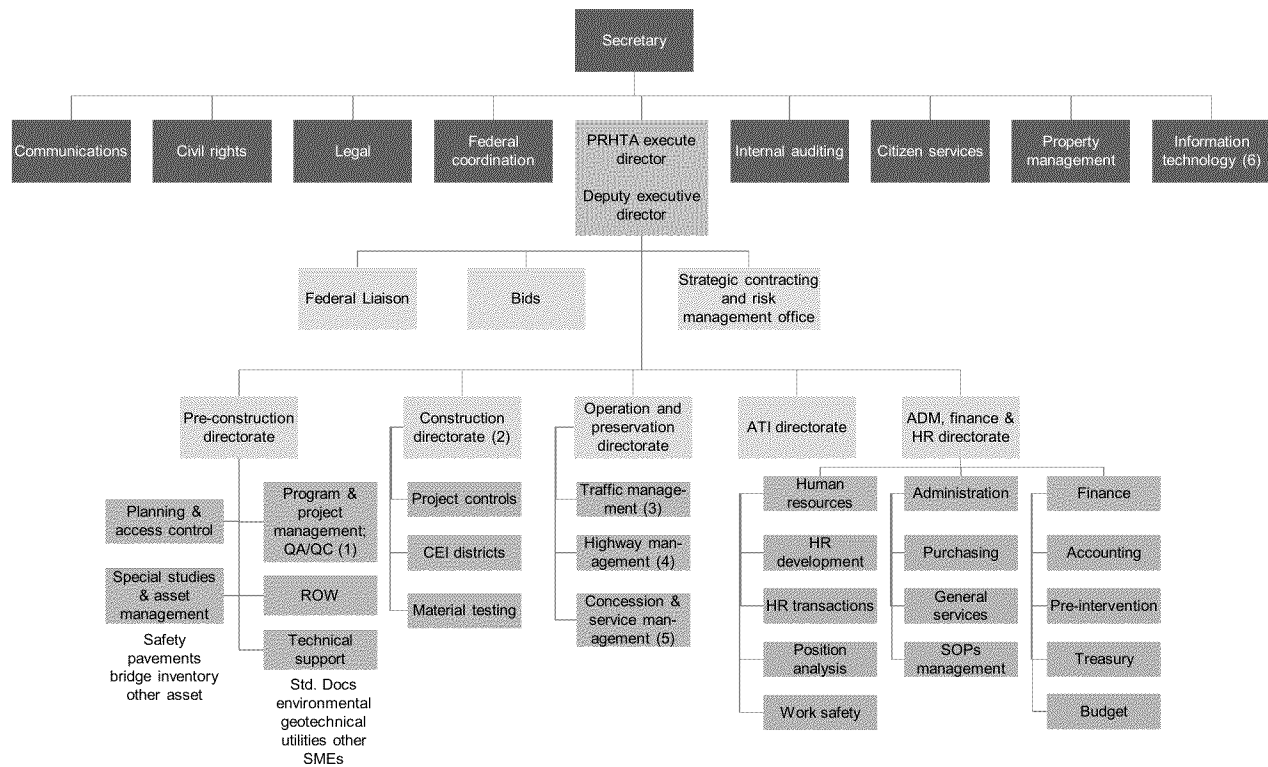 Secretary
Communications
Civil rights
Legal
Federal
coordination
PRHTA execute
director
Deputy executive
director
Internal auditing
Citizen services
Property
management
Information
technology (6)
Federal Liaison
Bids
Strategic contracting
and risk
management office
Pre-construction
directorate
Construction
directorate (2)
Operation and
preservation
directorate
ATI directorate
ADM, finance &
HR directorate
Planning &
access control
Special studies
& asset
management
Safety
pavements
bridge inventory
other asset
Program &
project
management;
QA/QC (1)
ROW
Technical
support
Std. Docs
environmental
geotechnical
utilities other
SMEs
Project controls
CEI districts
Material testing
Traffic manage-
ment (3)
Highway man-
agement (4)
Concession &
service man-
agement (5)
Human
resources
HR
development
HR transactions
Position
analysis
Work safety
Administration
Purchasing
General
services
SOPs
management
Finance
Accounting
Pre-intervention
Treasury
Budget